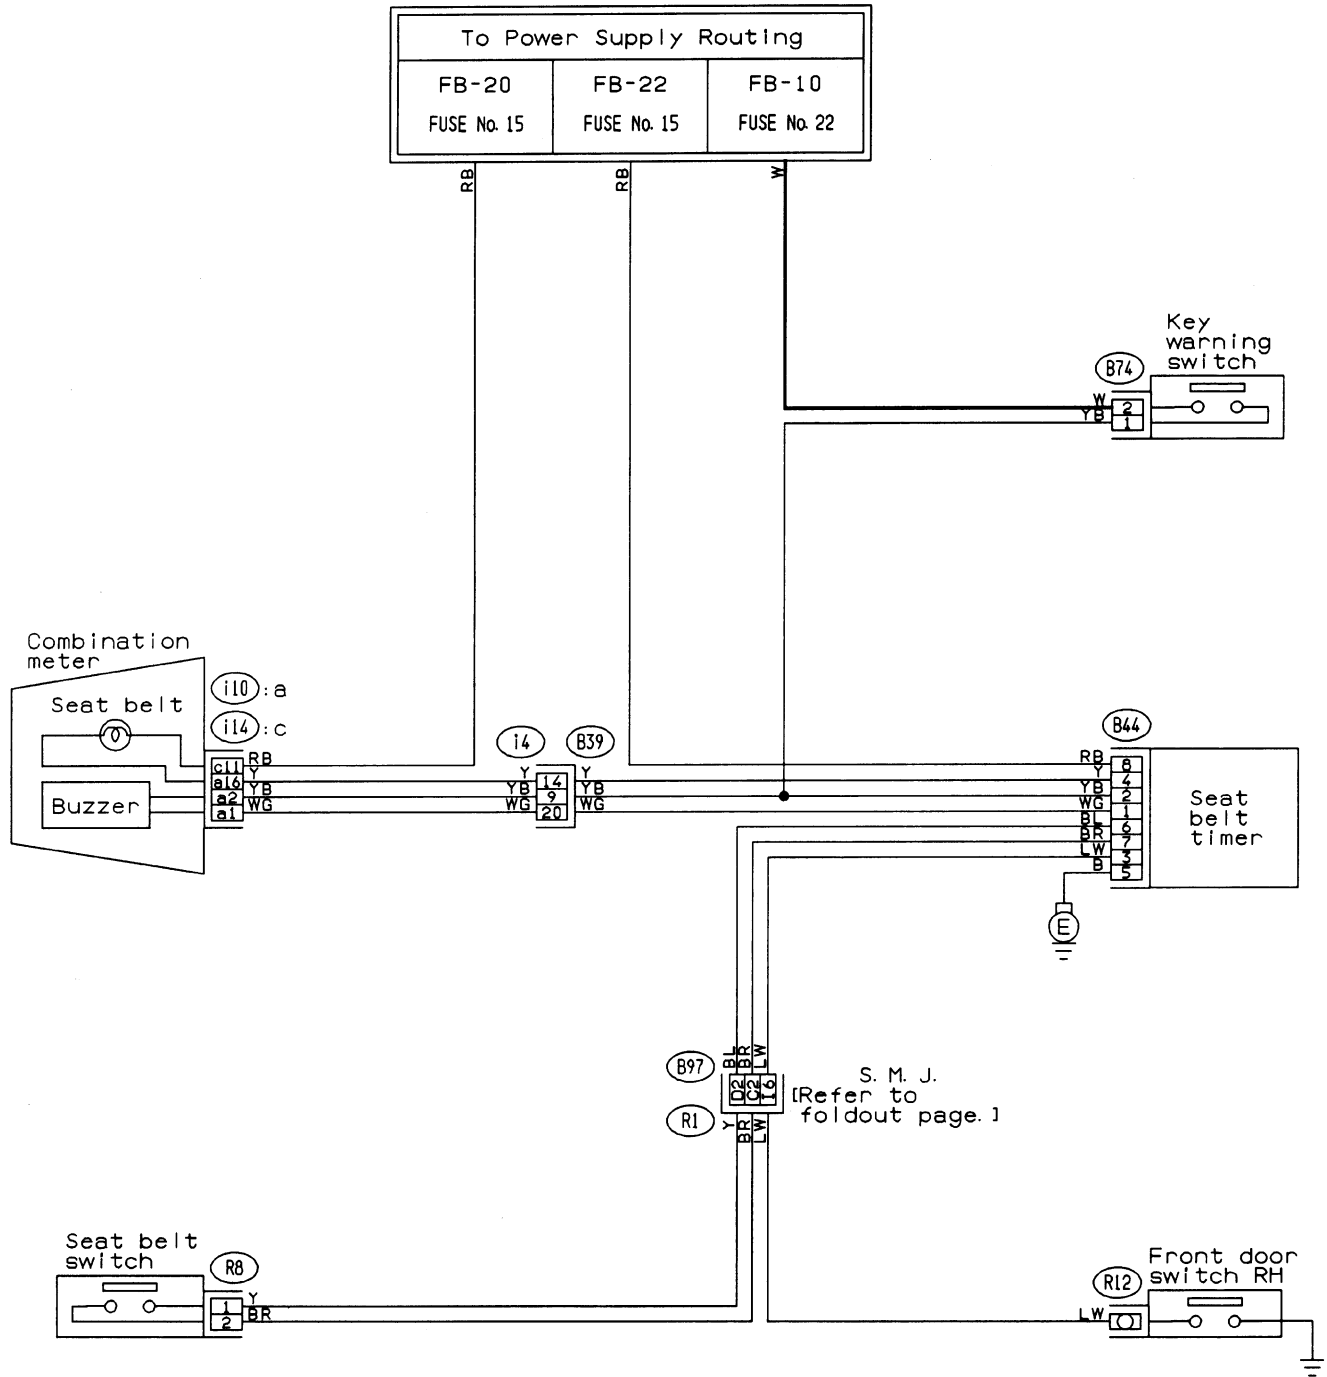 To Power Supply Routing
FB-20
FUSE No. 15
FB-22
FUSE No. 15
FB-10
FUSE No. 22
RB
RB
W
Key
warning
switch
B74
W
YB
2
1
Combination
meter
Seat belt
Buzzer
i10 : a
i14 : c
c11
a16
a2
a1
RB
Y
YB
WG
i4
B39
Y
YB
WG
14
9
20
Y
YB
WG
B44
RB
Y
YB
WG
BL
BR
LW
B
8
4
2
1
6
7
3
5
Seat
belt
timer
E
B97
BL
BR
LW
D2
C2
I6
R1
Y
BR
LW
S. M. J.
[Refer to
foldout page. ]
Seat belt
switch
R8
1
2
Y
BR
Front door
switch RH
R12
LW